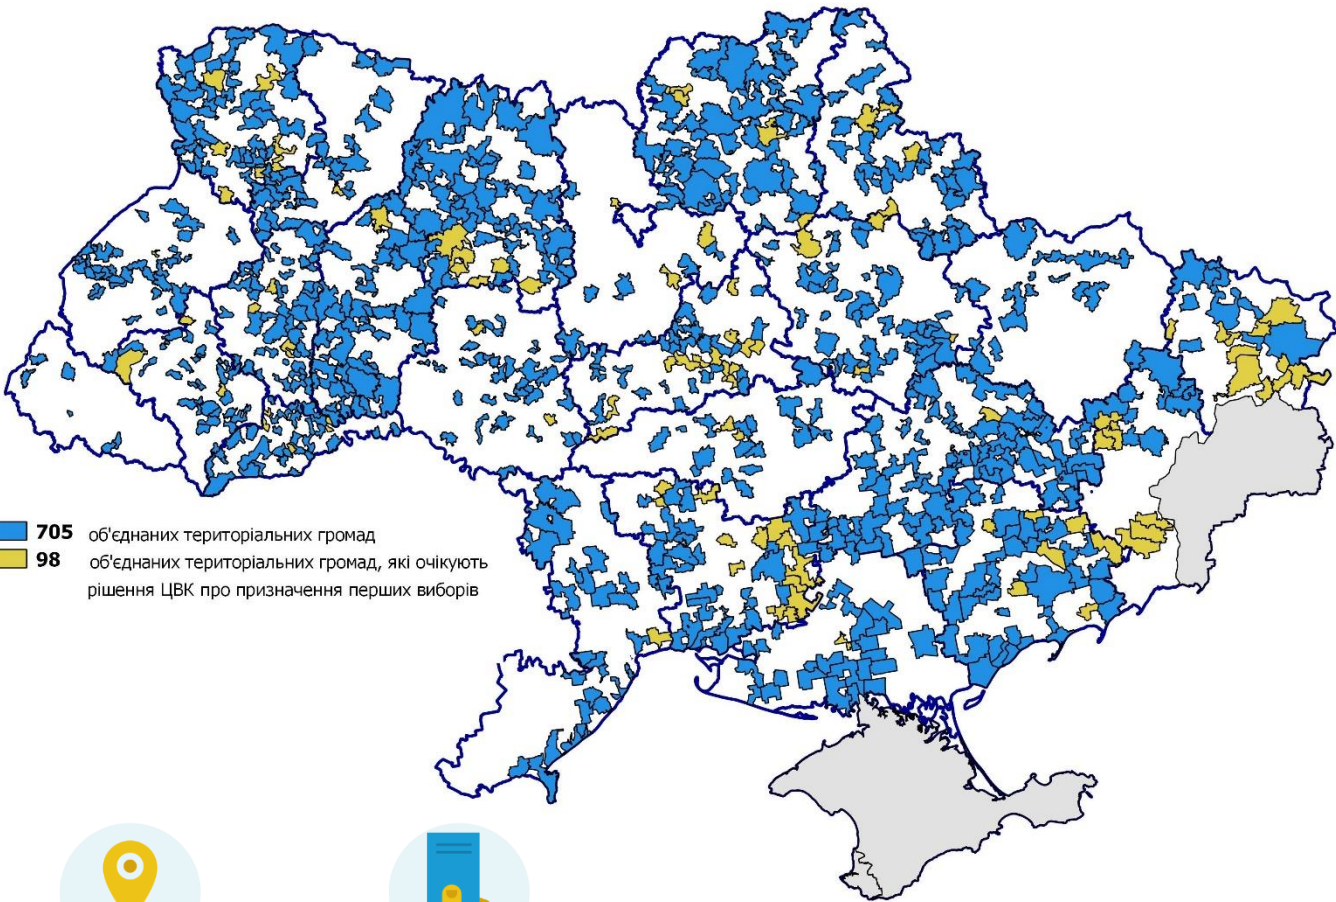 705 об'єднаних територіальних громад
98 об'єднаних територіальних громад, які очікують
рішення ЦВК про призначення перших виборів